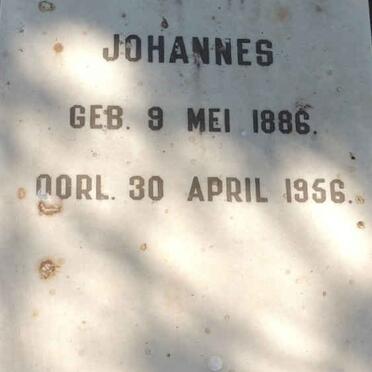 JOHANNES
GEB. 9 MEI 1886.
OORL. 30 APRIL 1956.